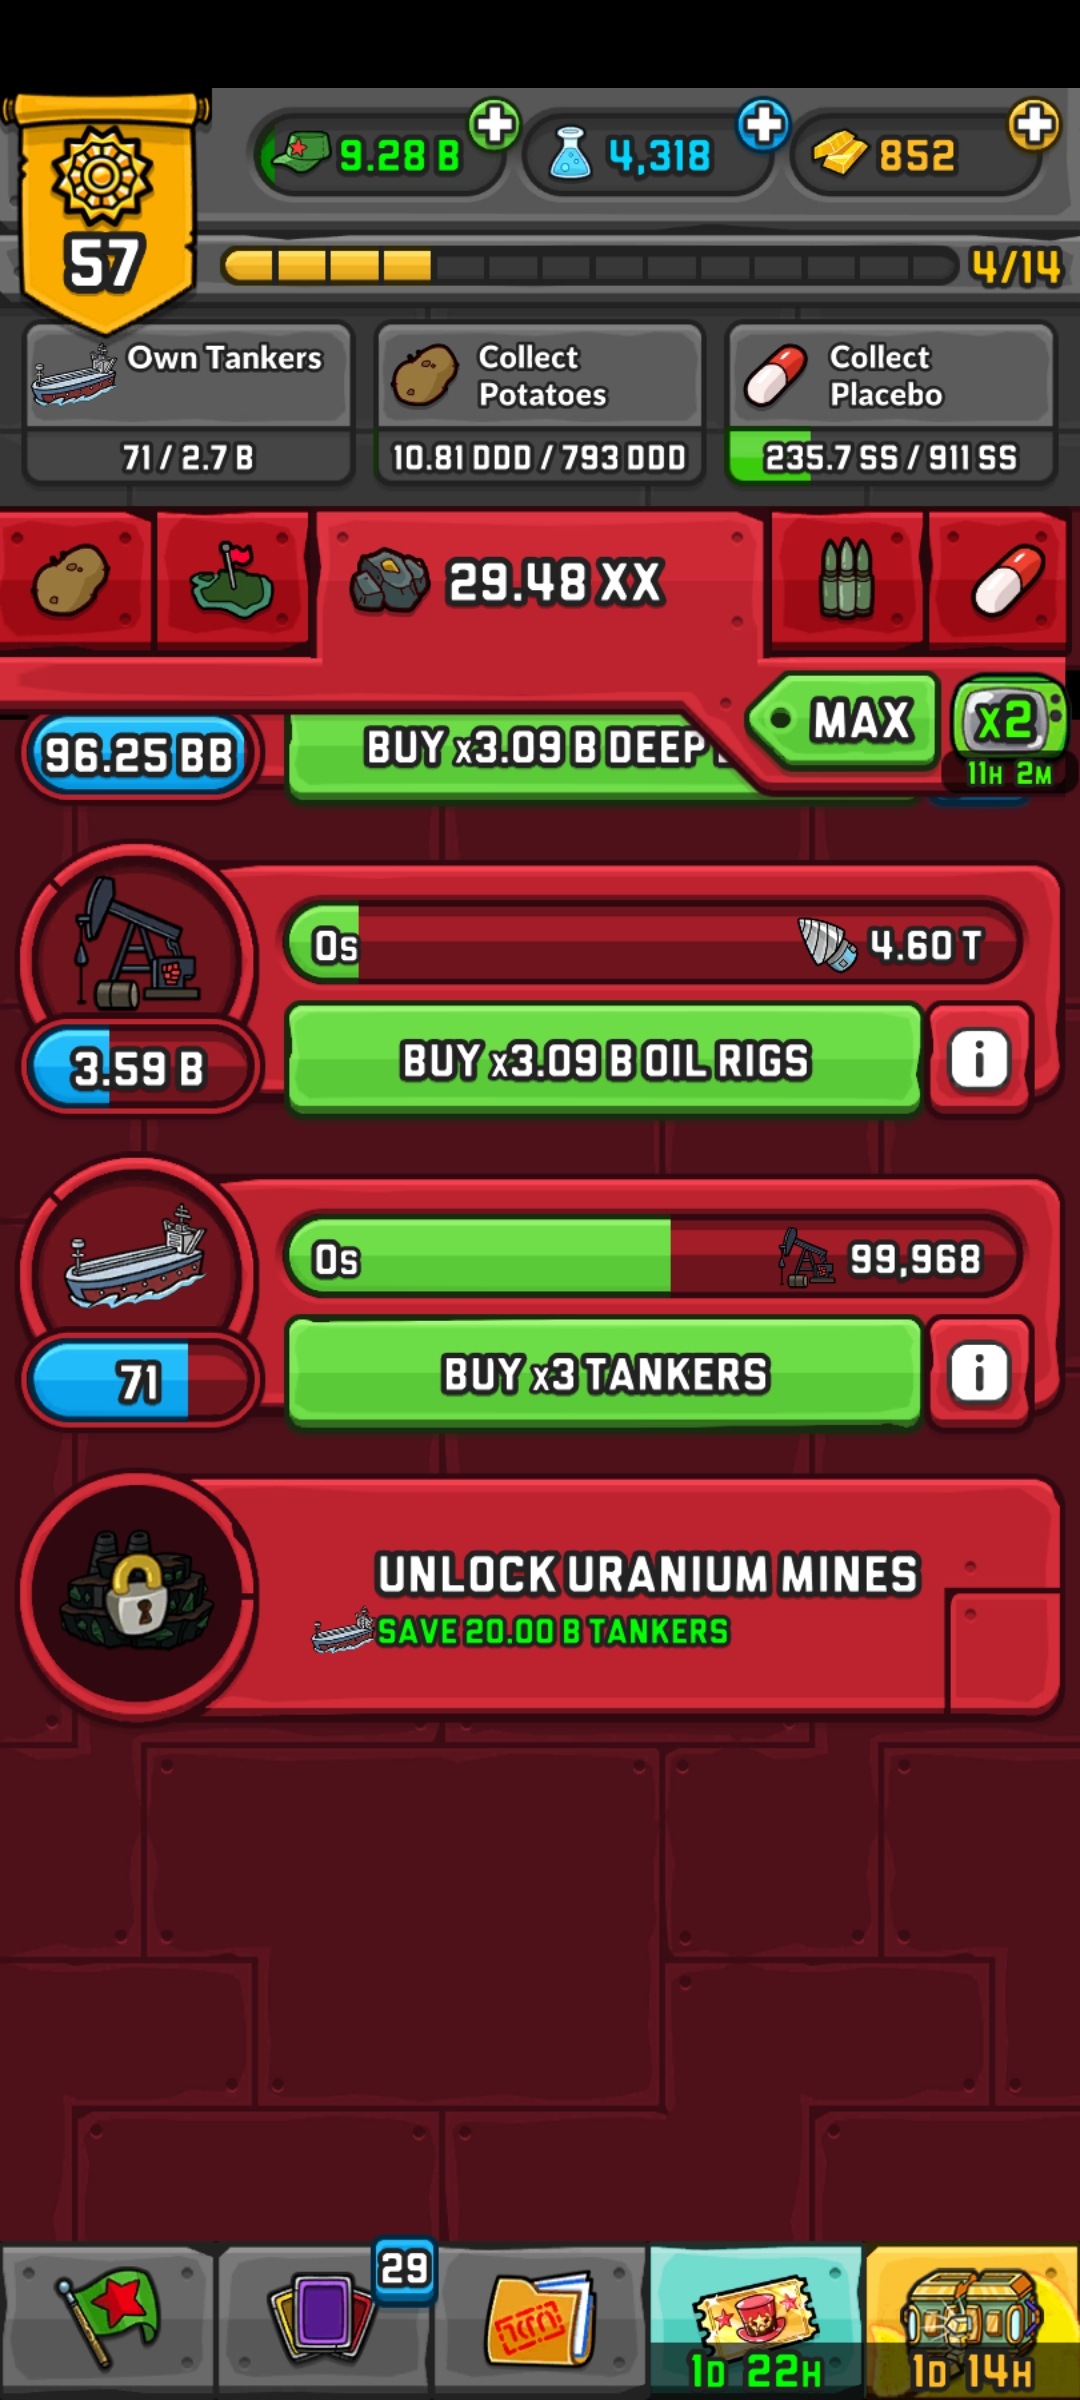 57
9.28 B
4,318
852
4/14
Own Tankers
71 / 2.7 B
Collect
Potatoes
10.81 DDD / 793 DDD
Collect
Placebo
235.7 SS / 911 SS
29.48 XX
MAX
x2
11H 2M
96.25 BB
BUY x3.09 B DEEP
0s
4.60 T
3.59 B
BUY x3.09 B OIL RIGS
i
0s
99,968
71
BUY x3 TANKERS
i
UNLOCK URANIUM MINES
SAVE 20.00 B TANKERS
29
1D 22H
1D 14H